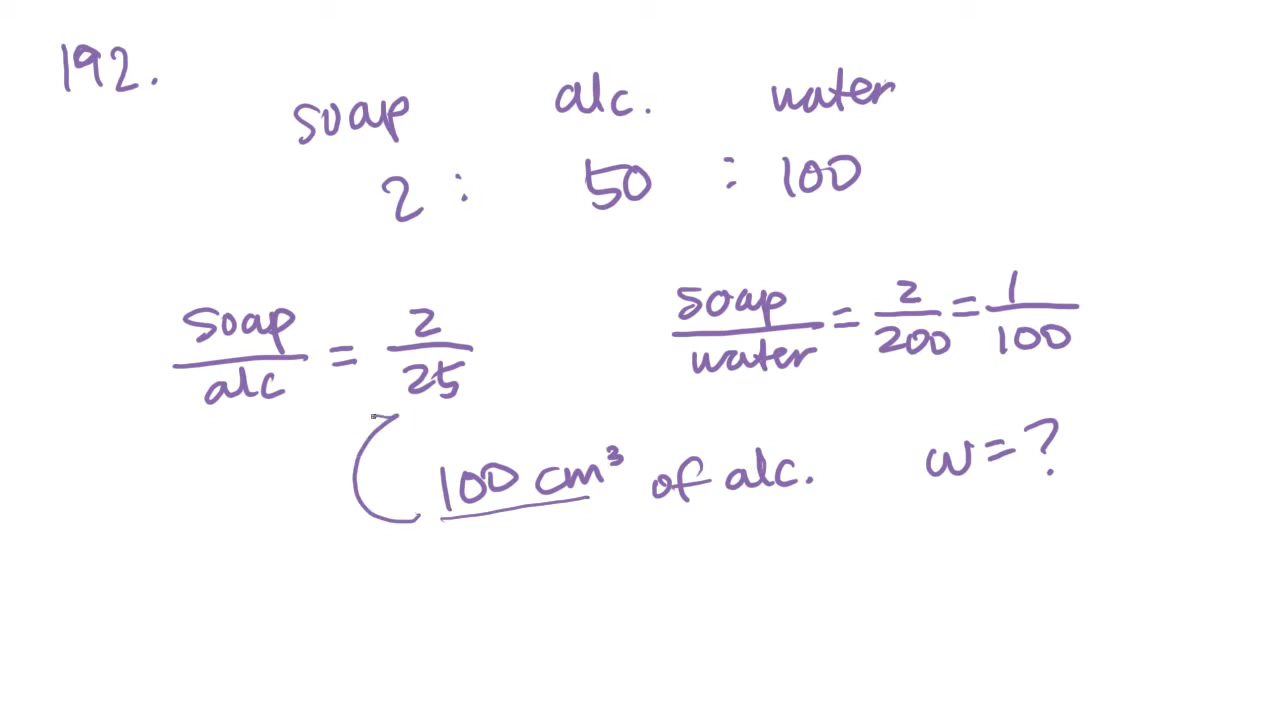 192.
soap alc. water
2 : 50 : 100
soap/alc = 2/25 soap/water = 2/200 = 1/100
100 cm³ of alc. w = ?